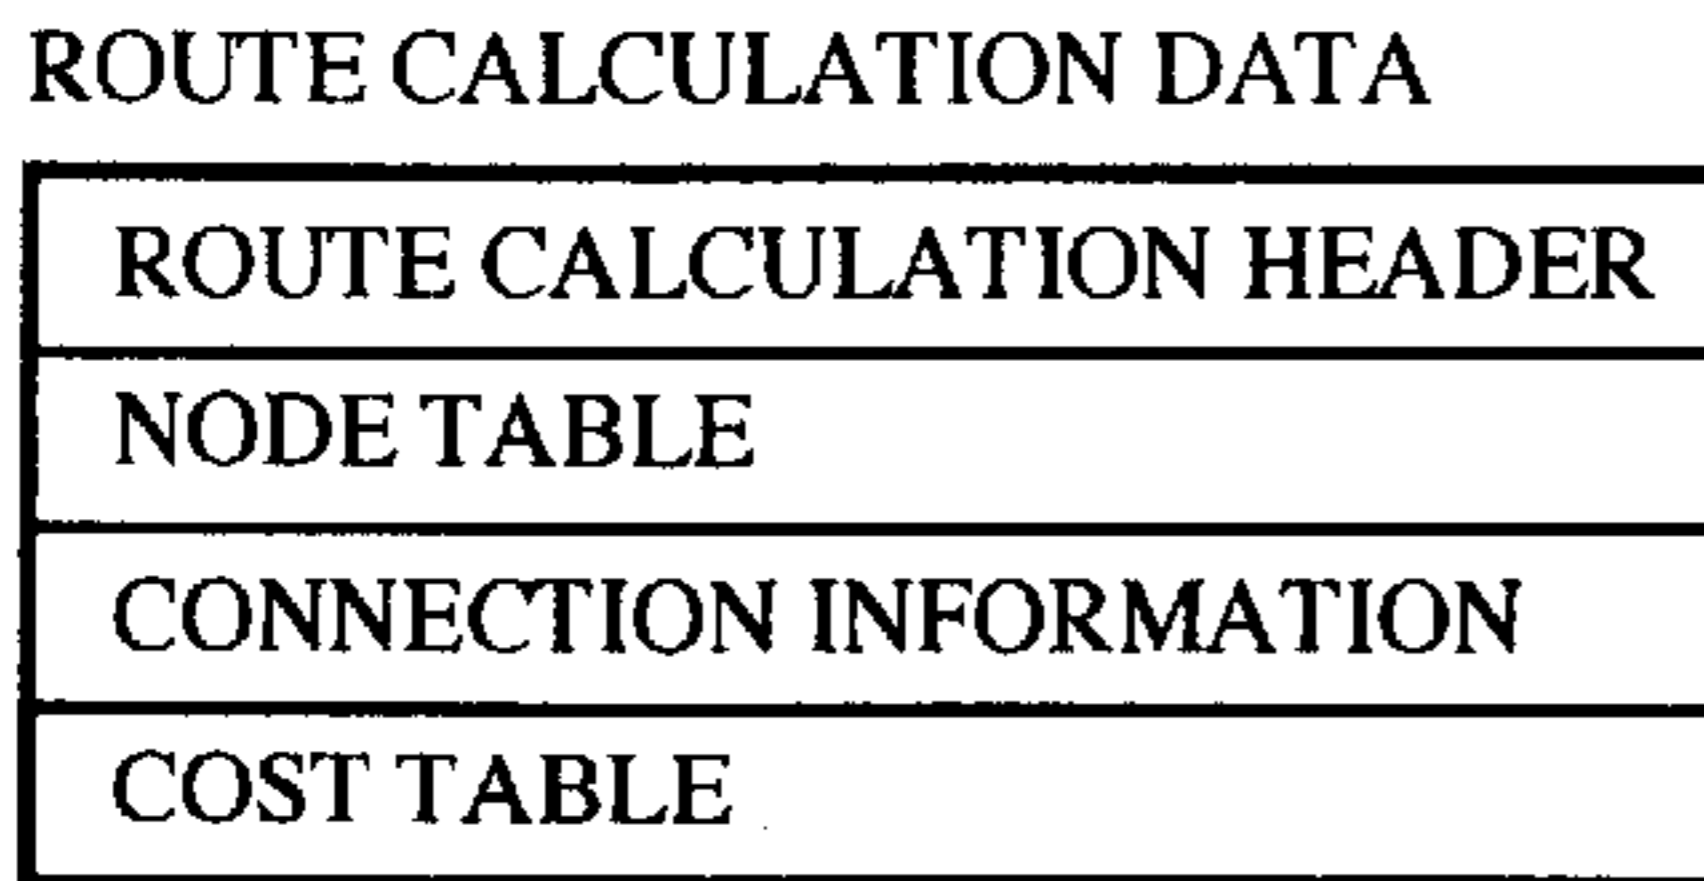 ROUTE CALCULATION DATA
ROUTE CALCULATION HEADER
NODE TABLE
CONNECTION INFORMATION
COST TABLE